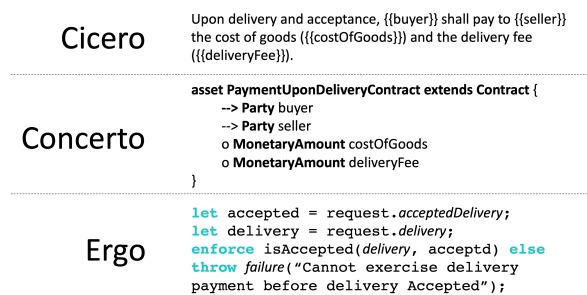 Cicero
Upon delivery and acceptance, {{buyer}} shall pay to {{seller}}
the cost of goods ({{costOfGoods}}) and the delivery fee
({{deliveryFee}}).
Concerto
asset PaymentUponDeliveryContract extends Contract {
--> Party buyer
--> Party seller
o MonetaryAmount costOfGoods
o MonetaryAmount deliveryFee
}
Ergo
let accepted = request.acceptedDelivery;
let delivery = request.delivery;
enforce isAccepted(delivery, acceptd) else
throw failure(“Cannot exercise delivery
payment before delivery Accepted”);